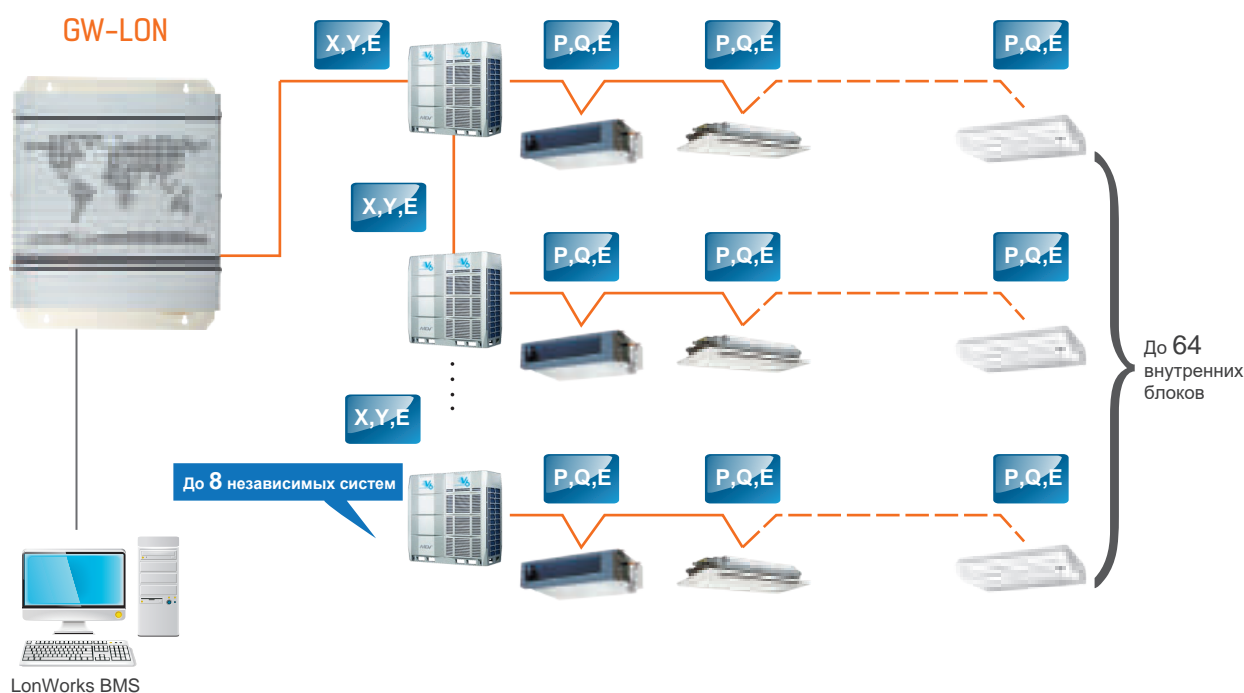 GW-LON
X,Y,E
P,Q,E
P,Q,E
P,Q,E
X,Y,E
P,Q,E
P,Q,E
P,Q,E
До 64
внутренних
блоков
X,Y,E
До 8 независимых систем
P,Q,E
P,Q,E
P,Q,E
LonWorks BMS